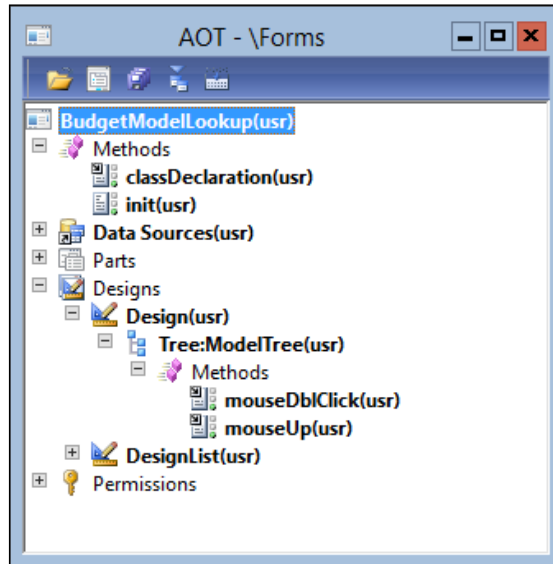 AOT - \Forms
BudgetModelLookup(usr)
Methods
classDeclaration(usr)
init(usr)
Data Sources(usr)
Parts
Designs
Design(usr)
Tree:ModelTree(usr)
Methods
mouseDblClick(usr)
mouseUp(usr)
DesignList(usr)
Permissions